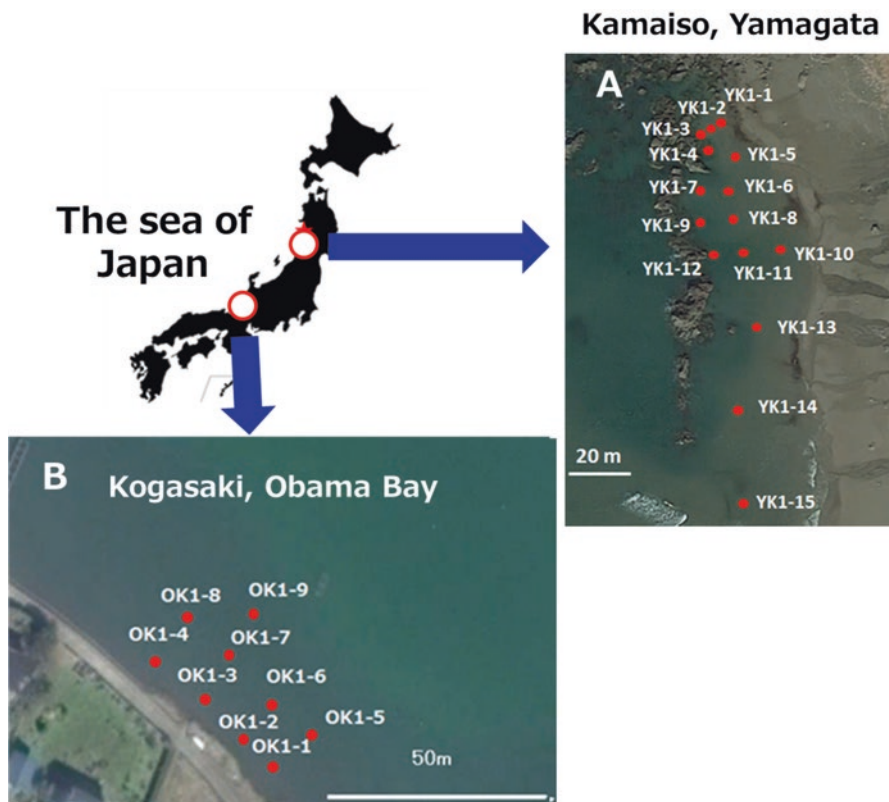 Kamaiso, Yamagata
A
YK1-1
YK1-2
YK1-3
YK1-4
YK1-5
YK1-7
YK1-6
YK1-9
YK1-8
YK1-12
YK1-11
YK1-10
YK1-13
YK1-14
20 m
YK1-15
The sea of
Japan
B
Kogasaki, Obama Bay
OK1-8
OK1-9
OK1-4
OK1-7
OK1-3
OK1-6
OK1-2
OK1-5
OK1-1
50m